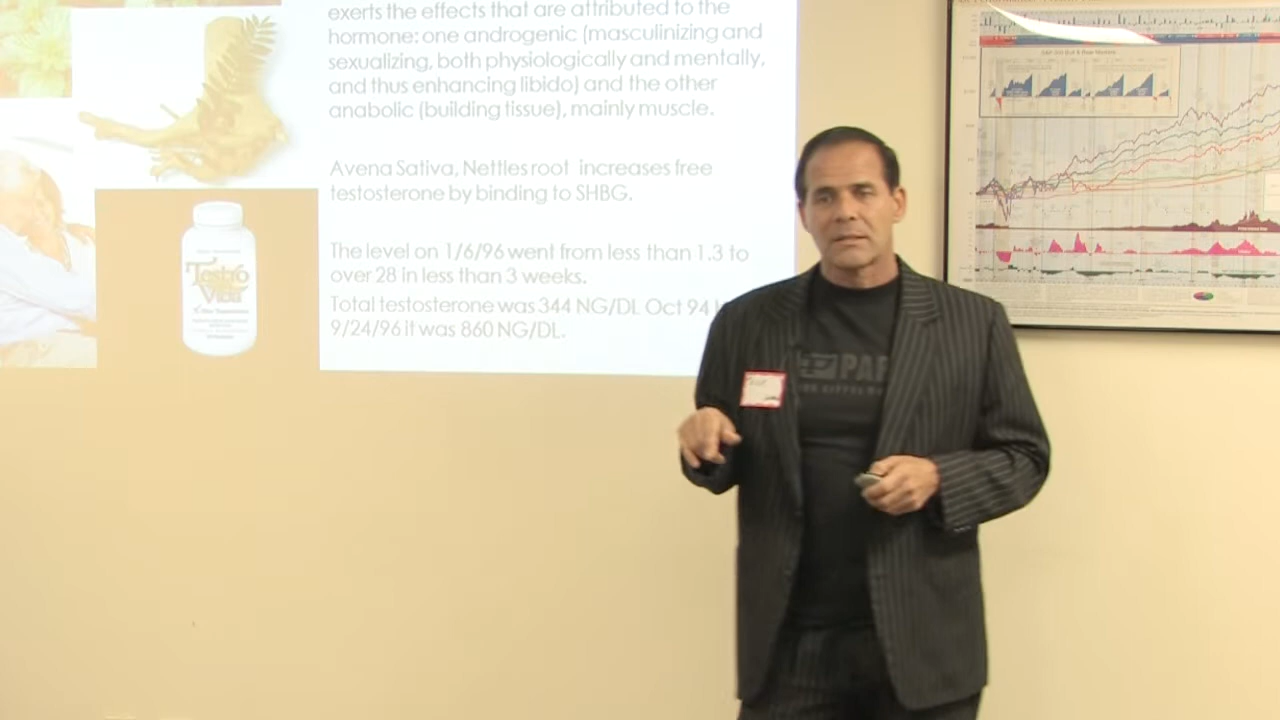 exerts the effects that are attributed to the
hormone: one androgenic (masculinizing and
sexualizing, both physiologically and mentally,
and thus enhancing libido) and the other
anabolic (building tissue), mainly muscle.
Avena Sativa, Nettles root increases free
testosterone by binding to SHBG.
The level on 1/6/96 went from less than 1.3 to
over 28 in less than 3 weeks.
Total testosterone was 344 NG/DL Oct 94
9/24/96 it was 860 NG/DL.
Testro
Vida
PAR